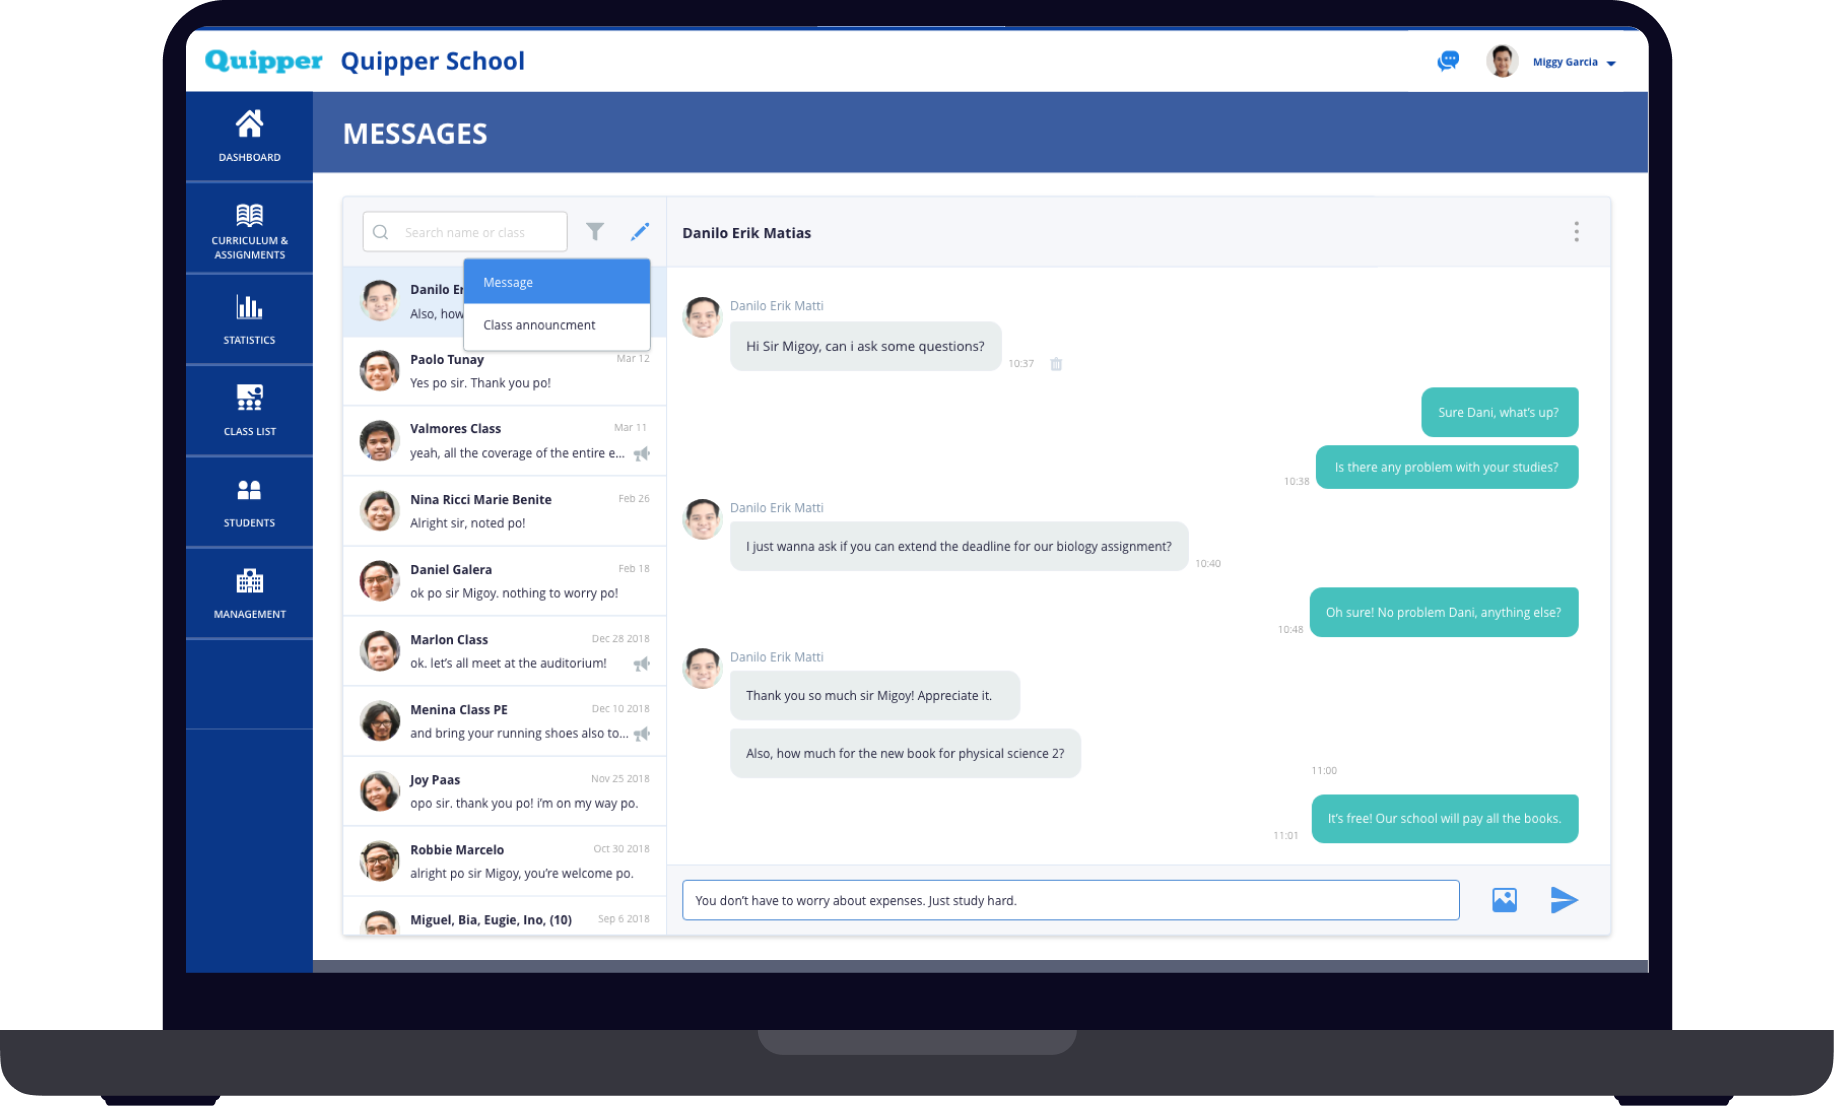 Quipper Quipper School
Miggy Garcia
DASHBOARD
CURRICULUM &
ASSIGNMENTS
STATISTICS
CLASS LIST
STUDENTS
MANAGEMENT
MESSAGES
Search name or class
Message
Class announcment
Danilo Er
Also, how
Paolo Tunay
Mar 12
Yes po sir. Thank you po!
Valmores Class
Mar 11
yeah, all the coverage of the entire e...
Nina Ricci Marie Benite
Feb 26
Alright sir, noted po!
Daniel Galera
Feb 18
ok po sir Migoy. nothing to worry po!
Marlon Class
Dec 28 2018
ok. let's all meet at the auditorium!
Menina Class PE
Dec 10 2018
and bring your running shoes also to...
Joy Paas
Nov 25 2018
opo sir. thank you po! i'm on my way po.
Robbie Marcelo
Oct 30 2018
alright po sir Migoy, you're welcome po.
Miguel, Bia, Eugie, Ino, (10)
Sep 6 2018
Danilo Erik Matias
Danilo Erik Matti
Hi Sir Migoy, can i ask some questions?
10:37
Sure Dani, what's up?
Is there any problem with your studies?
10:38
Danilo Erik Matti
I just wanna ask if you can extend the deadline for our biology assignment?
10:40
Oh sure! No problem Dani, anything else?
10:48
Danilo Erik Matti
Thank you so much sir Migoy! Appreciate it.
Also, how much for the new book for physical science 2?
11:00
It's free! Our school will pay all the books.
11:01
You don't have to worry about expenses. Just study hard.